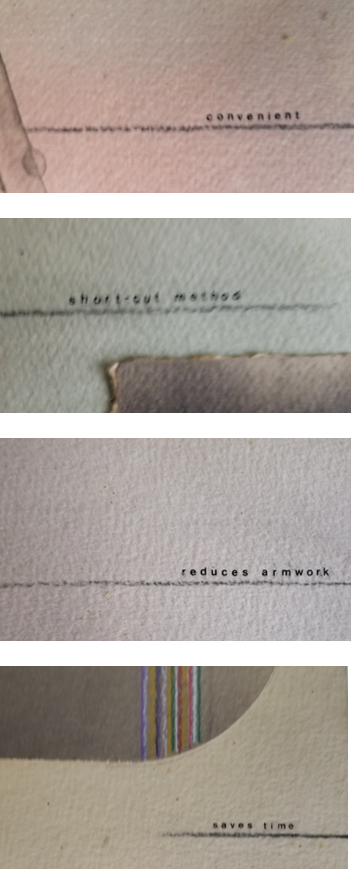 convenient
short-cut method
reduces armwork
saves time